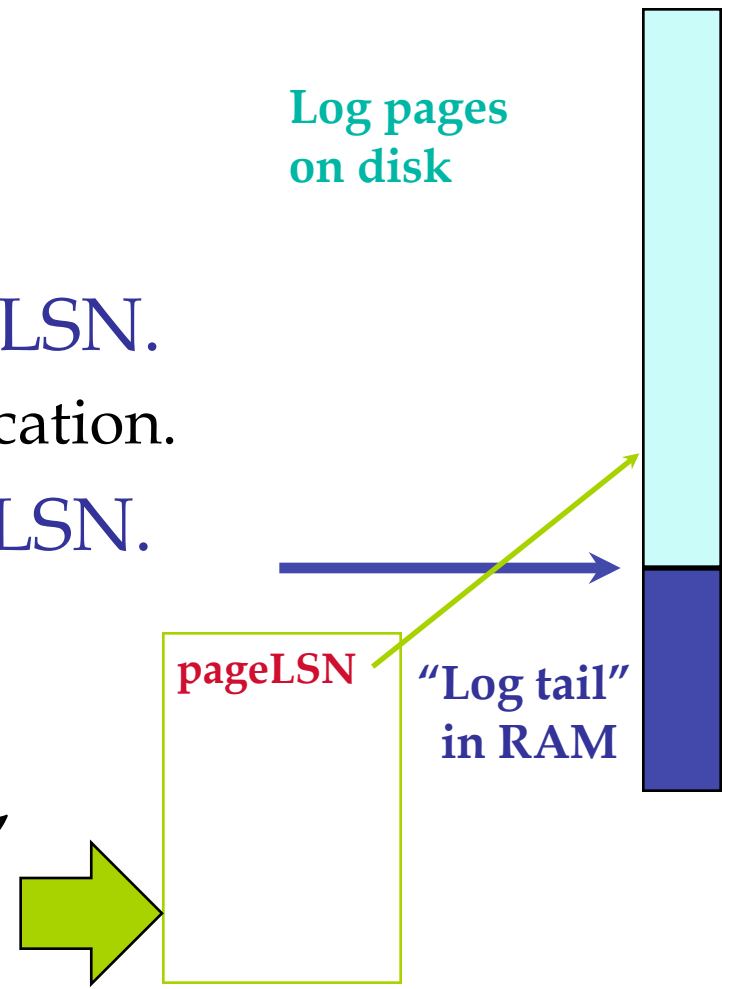 Log pages
on disk
LSN.
cation.
LSN.
pageLSN
“Log tail”
in RAM